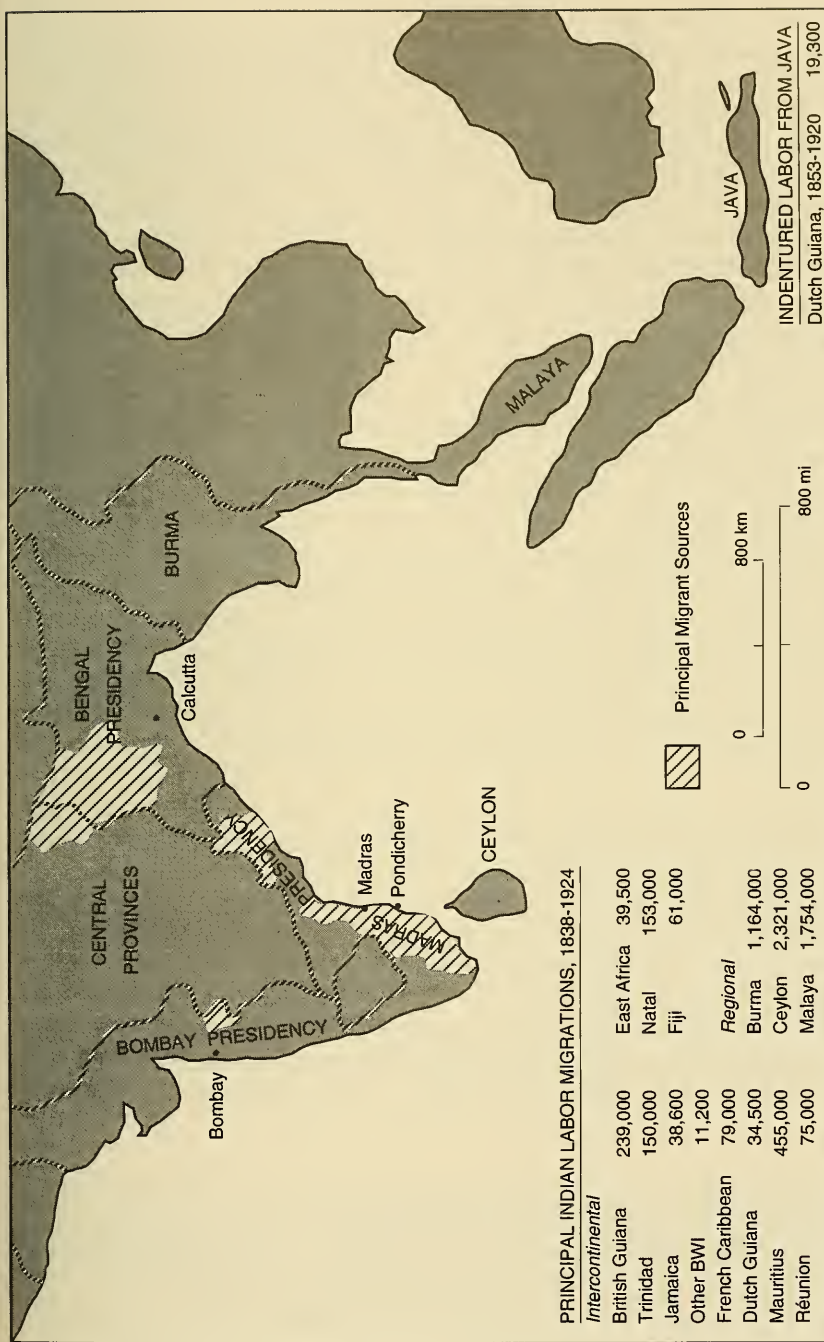 BENGAL
PRESIDENCY
CENTRAL
PROVINCES
BURMA
Calcutta
BOMBAY PRESIDENCY
Bombay
MADRAS PRESIDENCY
Madras
Pondicherry
CEYLON
MALAYA
JAVA
Principal Migrant Sources
0 800 km
0 800 mi
PRINCIPAL INDIAN LABOR MIGRATIONS, 1838-1924
Intercontinental
British Guiana 239,000
Trinidad 150,000
Jamaica 38,600
Other BWI 11,200
French Caribbean 79,000
Dutch Guiana 34,500
Mauritius 455,000
Réunion 75,000
East Africa 39,500
Natal 153,000
Fiji 61,000
Regional
Burma 1,164,000
Ceylon 2,321,000
Malaya 1,754,000
INDENTURED LABOR FROM JAVA
Dutch Guiana, 1853-1920 19,300